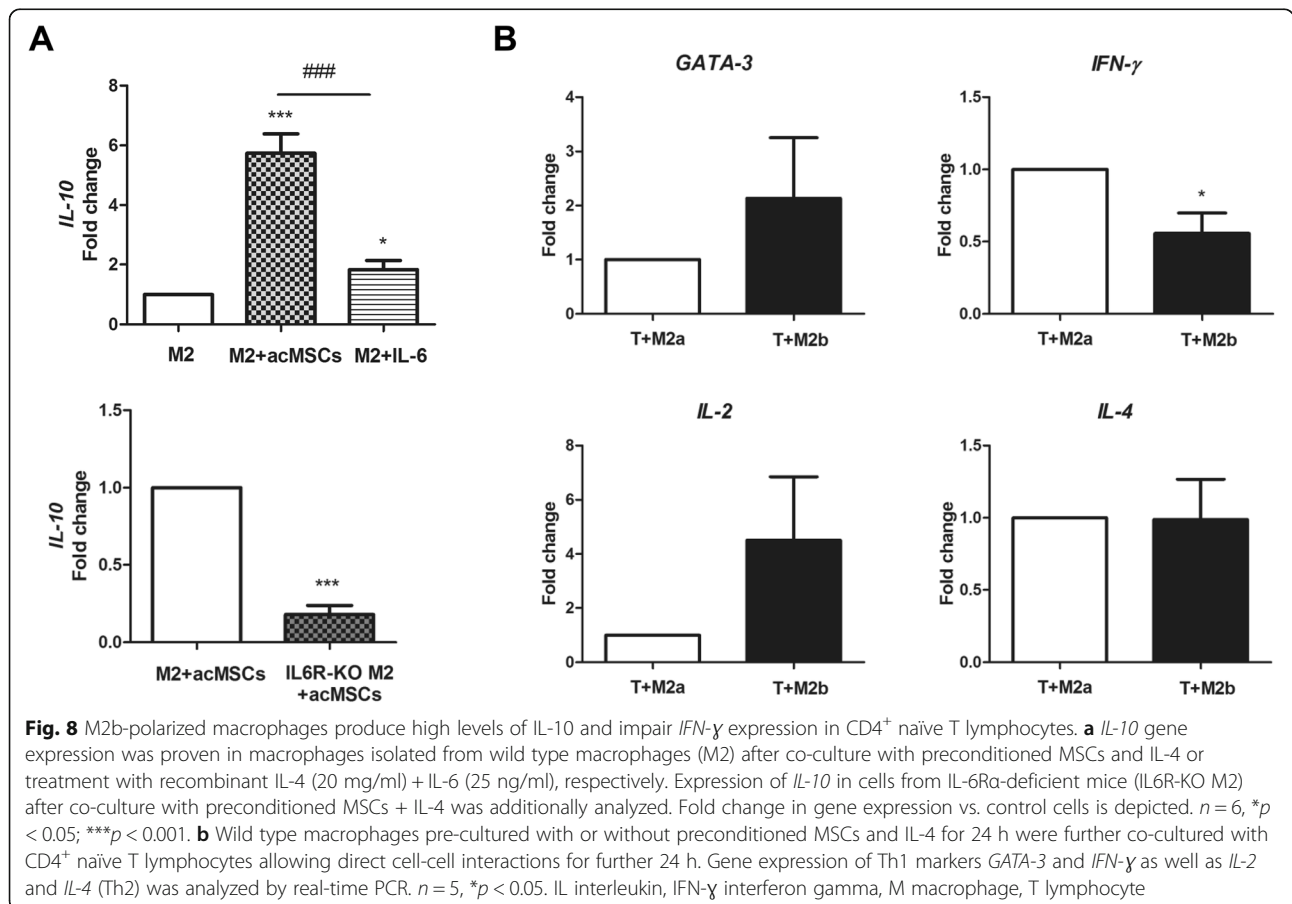 A
###
***
*
IL-10
Fold change
8
6
4
2
0
M2
M2+acMSCs
M2+IL-6
IL-10
Fold change
1.5
1.0
0.5
0.0
***
M2+acMSCs
IL6R-KO M2
+acMSCs
B
GATA-3
Fold change
4
3
2
1
0
T+M2a
T+M2b
IFN-ɣ
Fold change
1.5
1.0
0.5
0.0
*
T+M2a
T+M2b
IL-2
Fold change
8
6
4
2
0
T+M2a
T+M2b
IL-4
Fold change
1.5
1.0
0.5
0.0
T+M2a
T+M2b
Fig. 8 M2b-polarized macrophages produce high levels of IL-10 and impair IFN-ɣ expression in CD4⁺ naïve T lymphocytes. a IL-10 gene
expression was proven in macrophages isolated from wild type macrophages (M2) after co-culture with preconditioned MSCs and IL-4 or
treatment with recombinant IL-4 (20 mg/ml) + IL-6 (25 ng/ml), respectively. Expression of IL-10 in cells from IL-6Rα-deficient mice (IL6R-KO M2)
after co-culture with preconditioned MSCs + IL-4 was additionally analyzed. Fold change in gene expression vs. control cells is depicted. n = 6, *p
< 0.05; ***p < 0.001. b Wild type macrophages pre-cultured with or without preconditioned MSCs and IL-4 for 24 h were further co-cultured with
CD4⁺ naïve T lymphocytes allowing direct cell-cell interactions for further 24 h. Gene expression of Th1 markers GATA-3 and IFN-ɣ as well as IL-2
and IL-4 (Th2) was analyzed by real-time PCR. n = 5, *p < 0.05. IL interleukin, IFN-ɣ interferon gamma, M macrophage, T lymphocyte